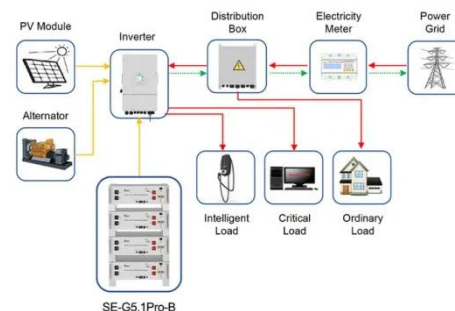 PV Module
Inverter
Distribution
Box
Electricity
Meter
Power
Grid
Alternator
Intelligent
Load
Critical
Load
Ordinary
Load
SE-G5.1Pro-B